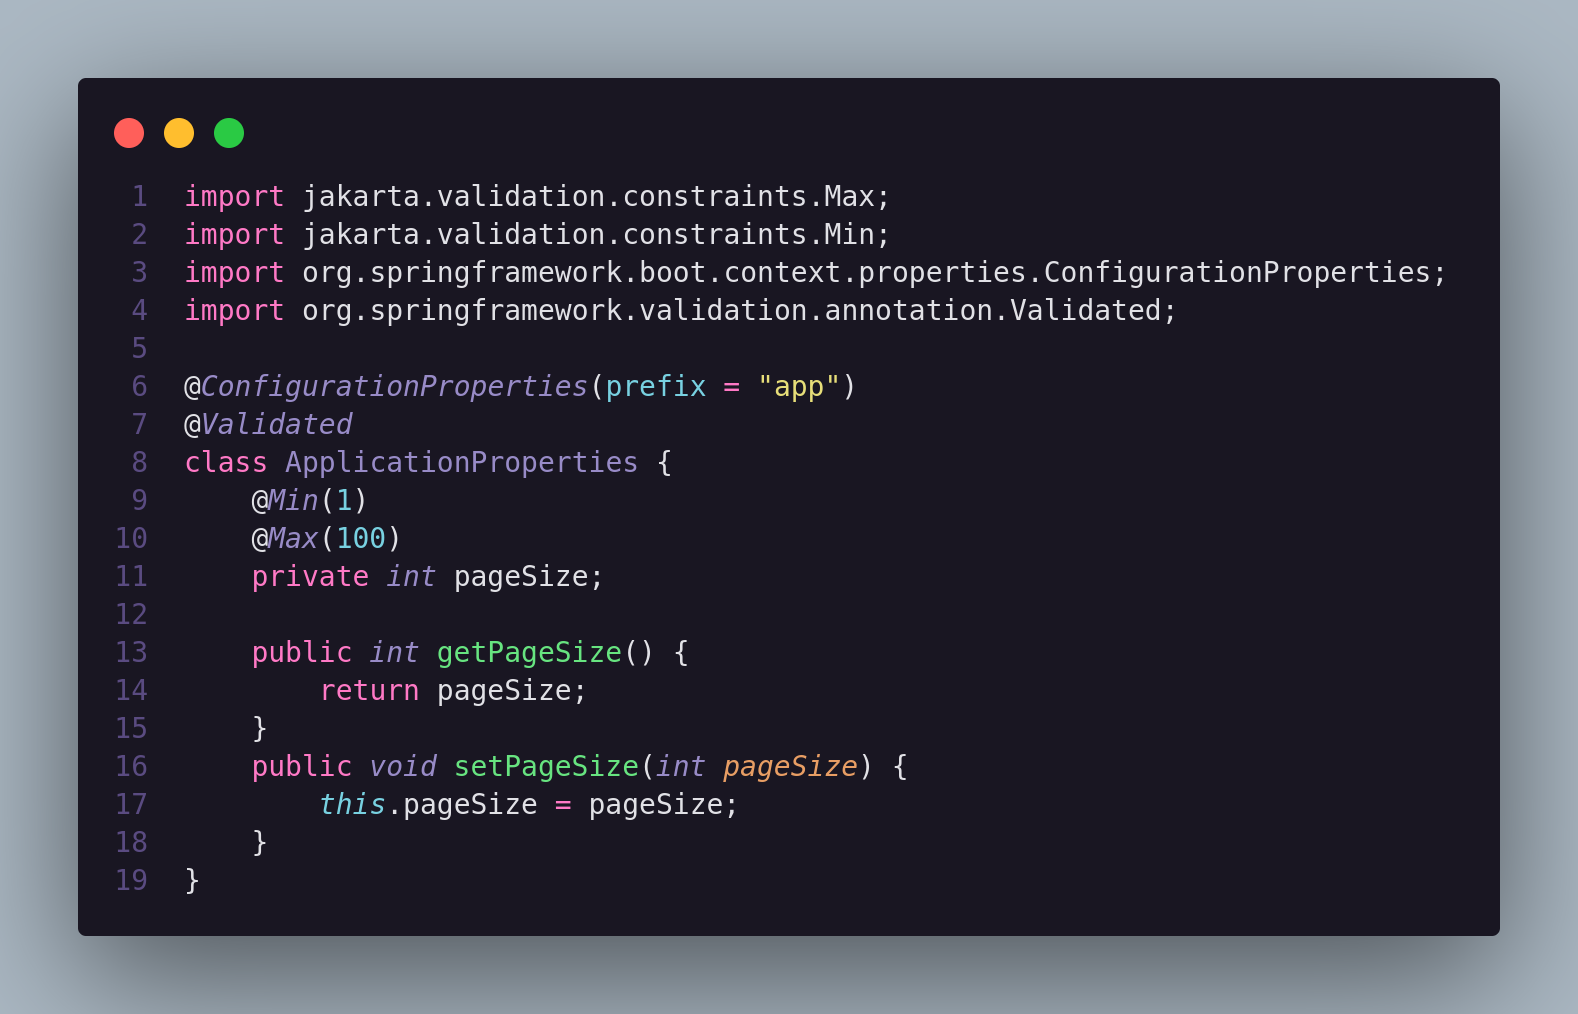 1 import jakarta.validation.constraints.Max;
2 import jakarta.validation.constraints.Min;
3 import org.springframework.boot.context.properties.ConfigurationProperties;
4 import org.springframework.validation.annotation.Validated;
5
6 @ConfigurationProperties(prefix = "app")
7 @Validated
8 class ApplicationProperties {
9     @Min(1)
10     @Max(100)
11     private int pageSize;
12
13     public int getPageSize() {
14         return pageSize;
15     }
16     public void setPageSize(int pageSize) {
17         this.pageSize = pageSize;
18     }
19 }